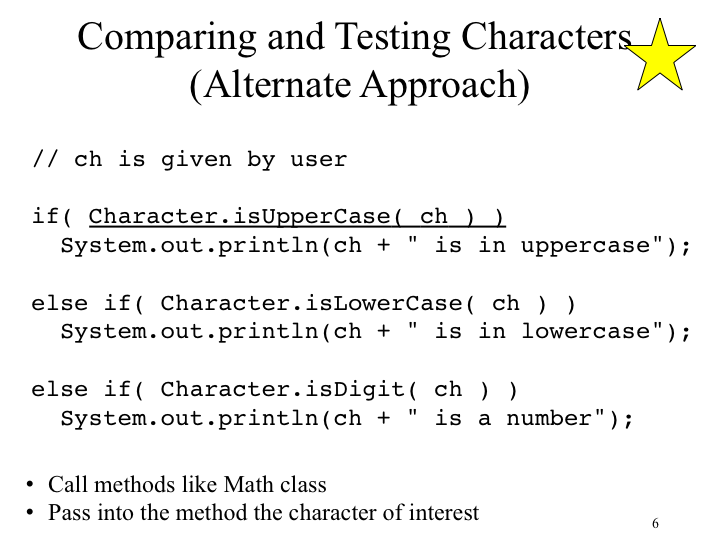 Comparing and Testing Characters
(Alternate Approach)
// ch is given by user
if( Character.isUpperCase( ch ) )
  System.out.println(ch + " is in uppercase");
else if( Character.isLowerCase( ch ) )
  System.out.println(ch + " is in lowercase");
else if( Character.isDigit( ch ) )
  System.out.println(ch + " is a number");
• Call methods like Math class
• Pass into the method the character of interest
6